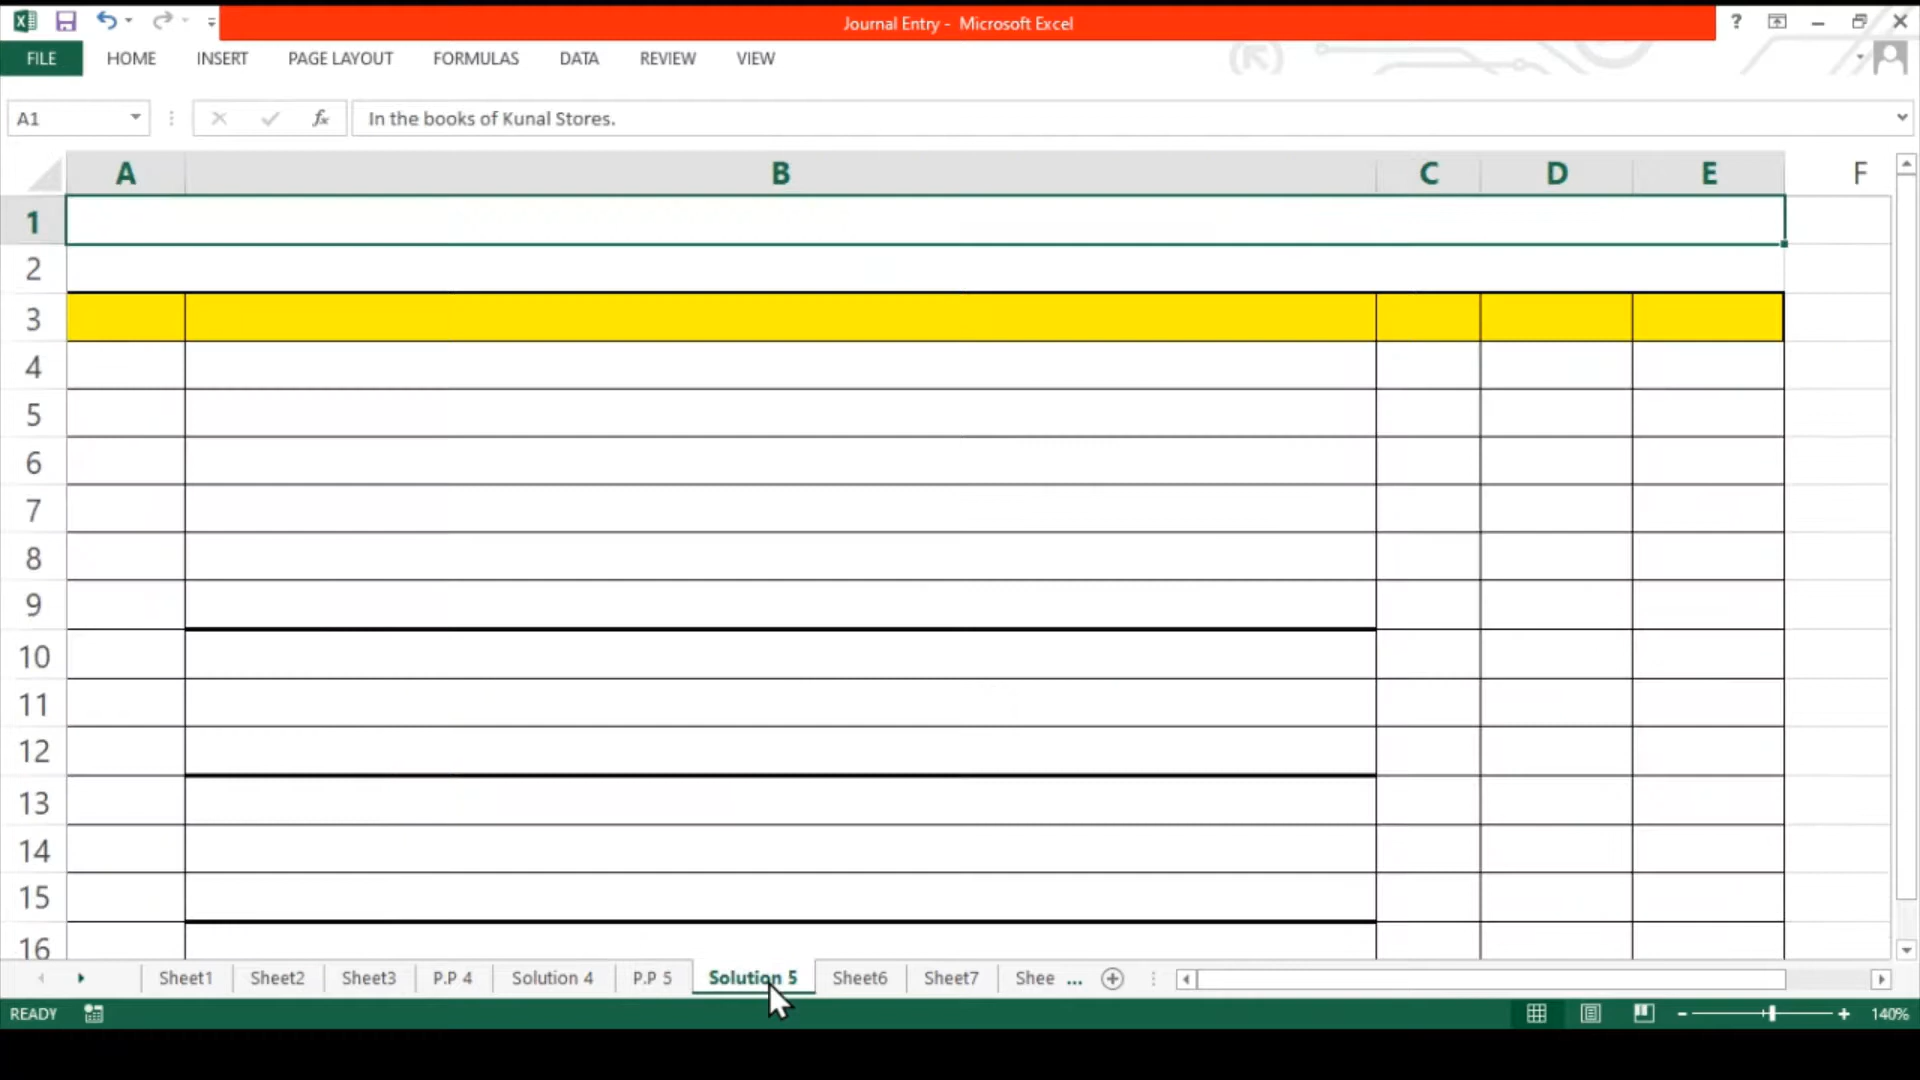 Journal Entry - Microsoft Excel
?
FILE HOME INSERT PAGE LAYOUT FORMULAS DATA REVIEW VIEW
A1 fx In the books of Kunal Stores.
A B C D E F
1
2
3
4
5
6
7
8
9
10
11
12
13
14
15
16
Sheet1 Sheet2 Sheet3 P.P 4 Solution 4 P.P 5 Solution 5 Sheet6 Sheet7 Shee ...
READY 140%